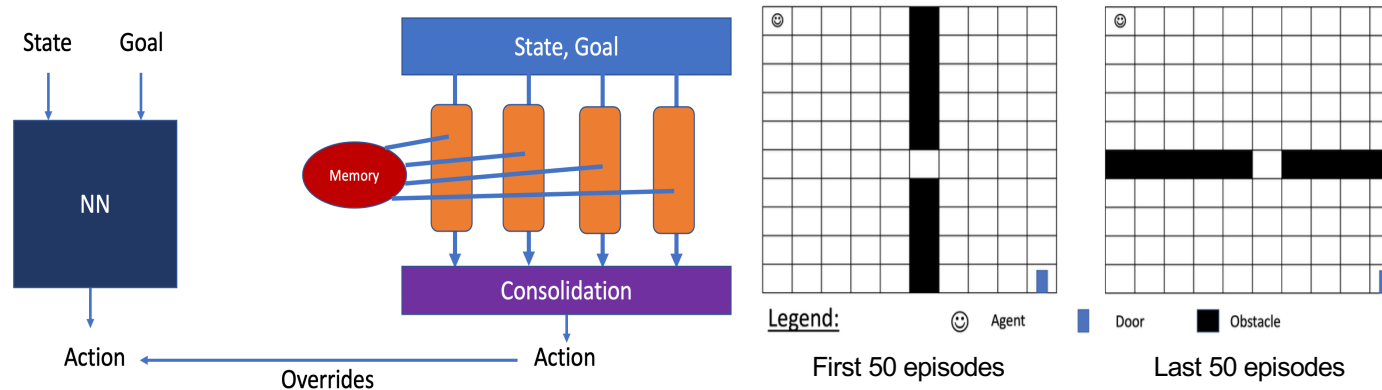 State Goal
NN
Action
State, Goal
Memory
Consolidation
Action
Overrides
Legend: Agent Door Obstacle
First 50 episodes
Last 50 episodes